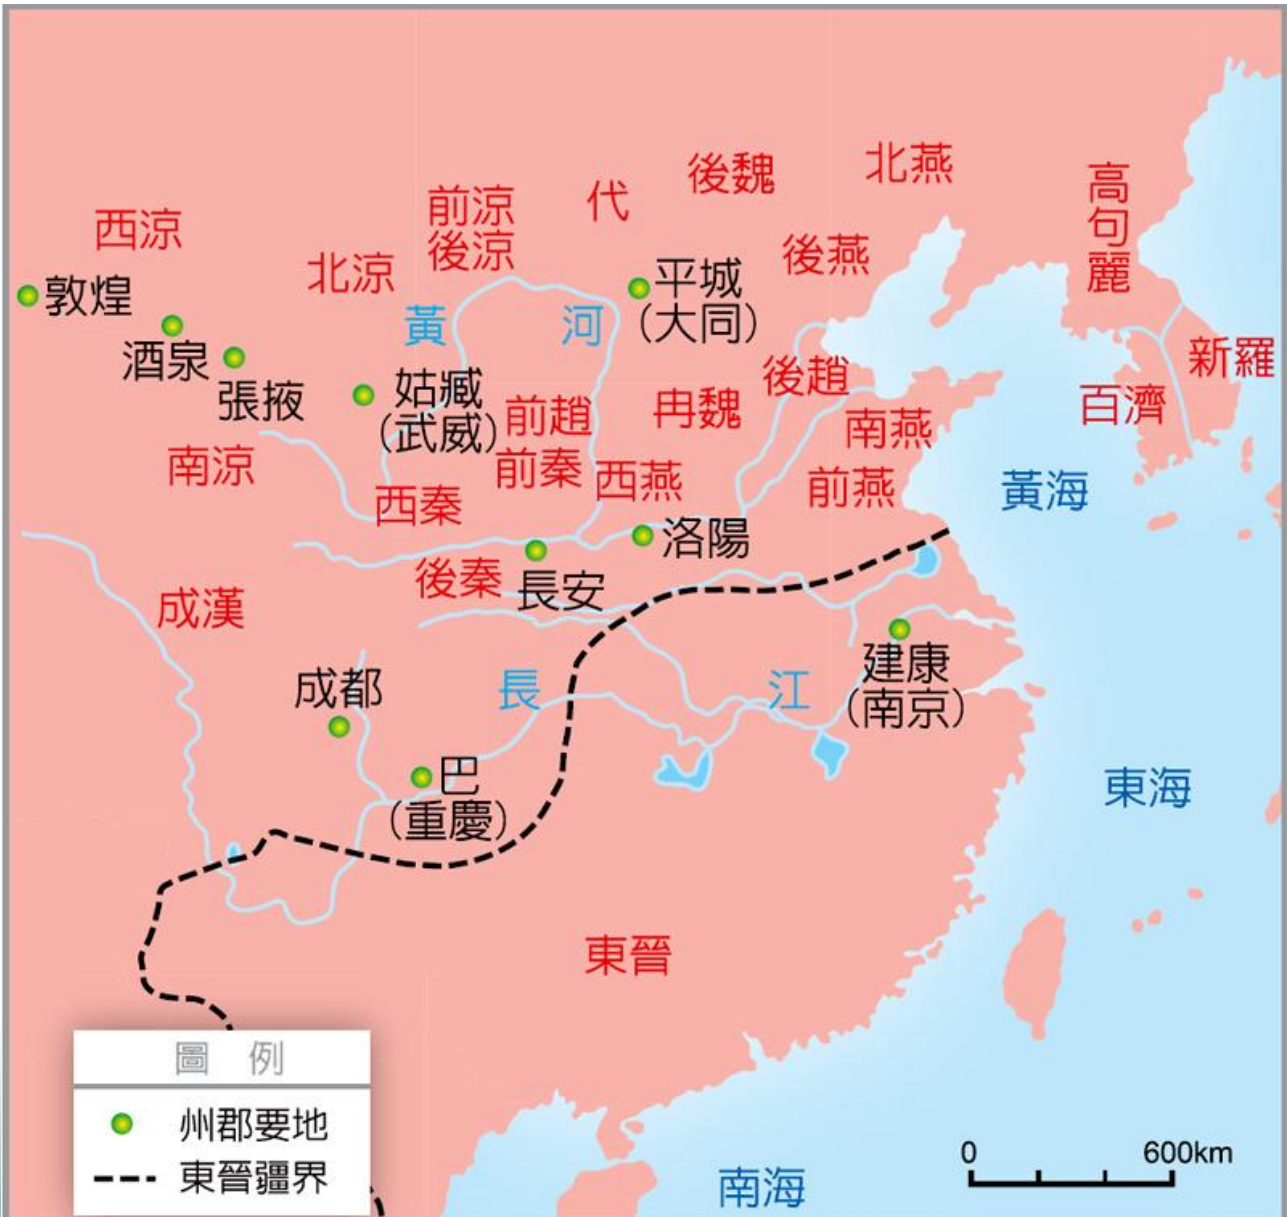 後魏
北燕
高句麗
代
前涼
後涼
西涼
後燕
北涼
平城
(大同)
敦煌
黃
河
酒泉
張掖
姑臧
(武威)
新羅
後趙
百濟
前趙
冉魏
南燕
南涼
前秦
西燕
前燕
黃海
西秦
洛陽
後秦
長安
成漢
建康
(南京)
成都
長
江
巴
(重慶)
東海
東晉
圖 例
州郡要地
東晉疆界
0
600km
南海